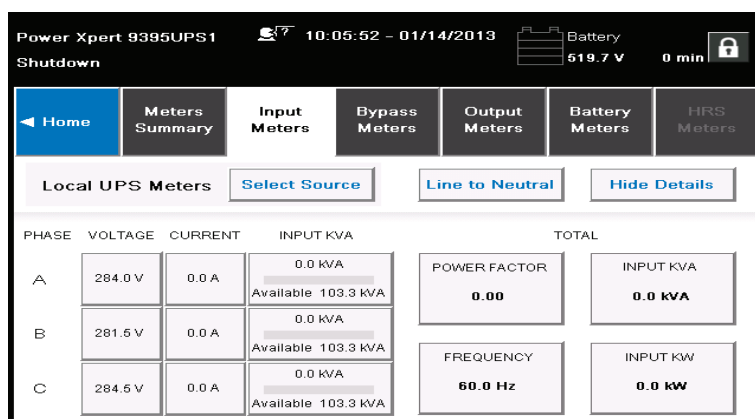 Power Xpert 9395UPS1
Shutdown
? 10:05:52 – 01/14/2013
Battery
519.7 V 0 min
◄ Home
Meters
Summary
Input
Meters
Bypass
Meters
Output
Meters
Battery
Meters
HRS
Meters
Local UPS Meters
Select Source
Line to Neutral
Hide Details
PHASE VOLTAGE CURRENT INPUT KVA TOTAL
A 284.0 V 0.0 A
0.0 kVA
Available 103.3 kVA
B 281.5 V 0.0 A
0.0 kVA
Available 103.3 kVA
C 284.5 V 0.0 A
0.0 kVA
Available 103.3 kVA
POWER FACTOR
0.00
INPUT KVA
0.0 kVA
FREQUENCY
60.0 Hz
INPUT KW
0.0 kW